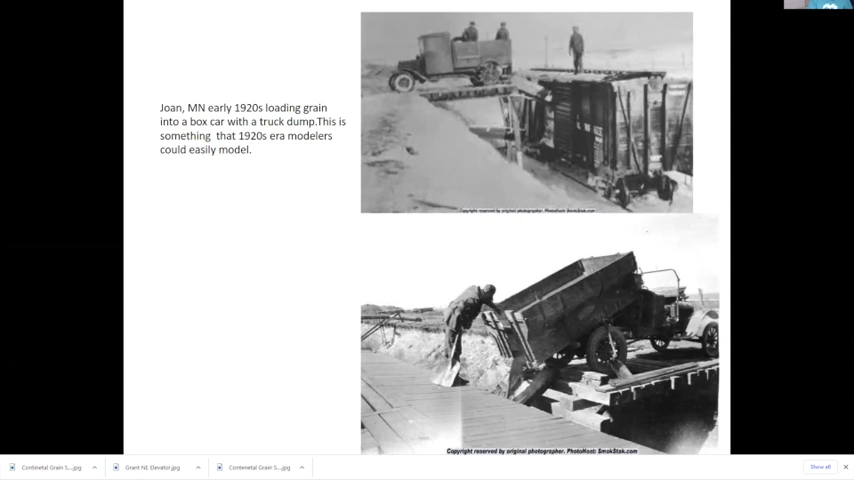 Joan, MN early 1920s loading grain
into a box car with a truck dump.This is
something  that 1920s era modelers
could easily model.
Copyright reserved by original photographer. PhotoHost: SmokStak.com
Copyright reserved by original photographer. PhotoHost: SmokStak.com
Continetal Grain S....jpg
Grant NE Elevator.jpg
Contenetal Grain S....jpg
Show all